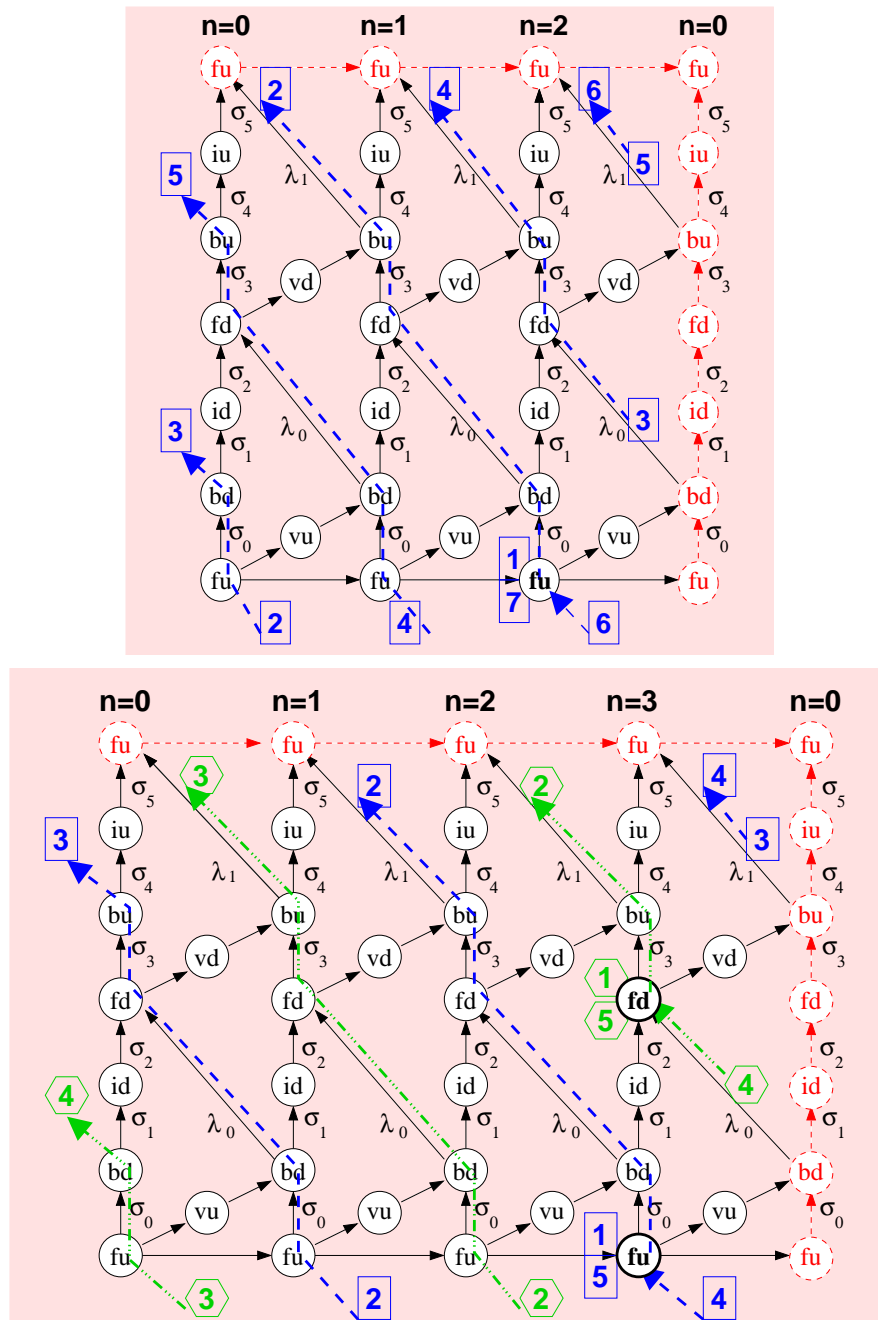 n=0 n=1 n=2 n=0
fu fu fu fu
2 4 6
σ5 σ5 σ5 σ5
iu iu iu iu
5 λ1 λ1 λ1 5
σ4 σ4 σ4 σ4
bu bu bu bu
σ3 vd σ3 vd σ3 vd σ3
fd fd fd fd
σ2 σ2 σ2 σ2
id id id id
3 λ0 λ0 λ0 3
σ1 σ1 σ1 σ1
bd bd bd bd
σ0 vu σ0 vu σ0 vu σ0
1
fu fu fu fu
7
2 4 6
n=0 n=1 n=2 n=3 n=0
fu fu fu fu fu
3 2 2 4
σ5 σ5 σ5 σ5 σ5
iu iu iu iu iu
3 3
λ1 λ1 λ1 λ1
σ4 σ4 σ4 σ4 σ4
bu bu bu bu bu
σ3 vd σ3 vd σ3 vd σ3 vd σ3
1
fd fd fd fd fd
5
σ2 σ2 σ2 σ2 σ2
id id id id id
4 4
λ0 λ0 λ0 λ0
σ1 σ1 σ1 σ1 σ1
bd bd bd bd bd
σ0 vu σ0 vu σ0 vu σ0 vu σ0
1
fu fu fu fu fu
5
3 2 2 4